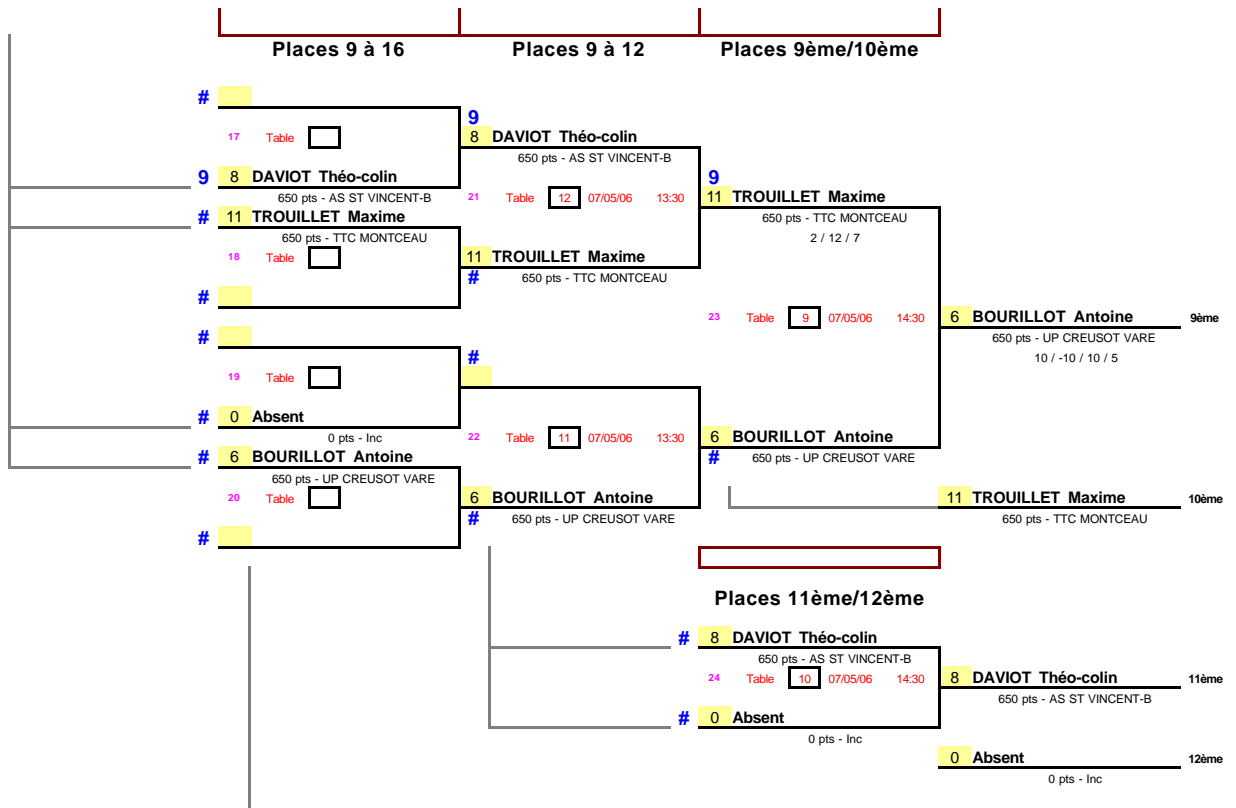 Places 9 à 16 Places 9 à 12 Places 9ème/10ème
#
9
17 Table 8 DAVIOT Théo-colin
650 pts - AS ST VINCENT-B
9 8 DAVIOT Théo-colin 9
650 pts - AS ST VINCENT-B 21 Table 12 07/05/06 13:30 11 TROUILLET Maxime
# 11 TROUILLET Maxime 650 pts - TTC MONTCEAU
650 pts - TTC MONTCEAU 2 / 12 / 7
18 Table 11 TROUILLET Maxime
# 650 pts - TTC MONTCEAU
#
23 Table 9 07/05/06 14:30 6 BOURILLOT Antoine 9ème
# 650 pts - UP CREUSOT VARE
# 10 / -10 / 10 / 5
19 Table
# 0 Absent
0 pts - Inc 22 Table 11 07/05/06 13:30 6 BOURILLOT Antoine
# 6 BOURILLOT Antoine # 650 pts - UP CREUSOT VARE
650 pts - UP CREUSOT VARE
20 Table 6 BOURILLOT Antoine 11 TROUILLET Maxime 10ème
# 650 pts - UP CREUSOT VARE 650 pts - TTC MONTCEAU
#
Places 11ème/12ème
# 8 DAVIOT Théo-colin
650 pts - AS ST VINCENT-B
24 Table 10 07/05/06 14:30 8 DAVIOT Théo-colin 11ème
650 pts - AS ST VINCENT-B
# 0 Absent
0 pts - Inc
0 Absent 12ème
0 pts - Inc